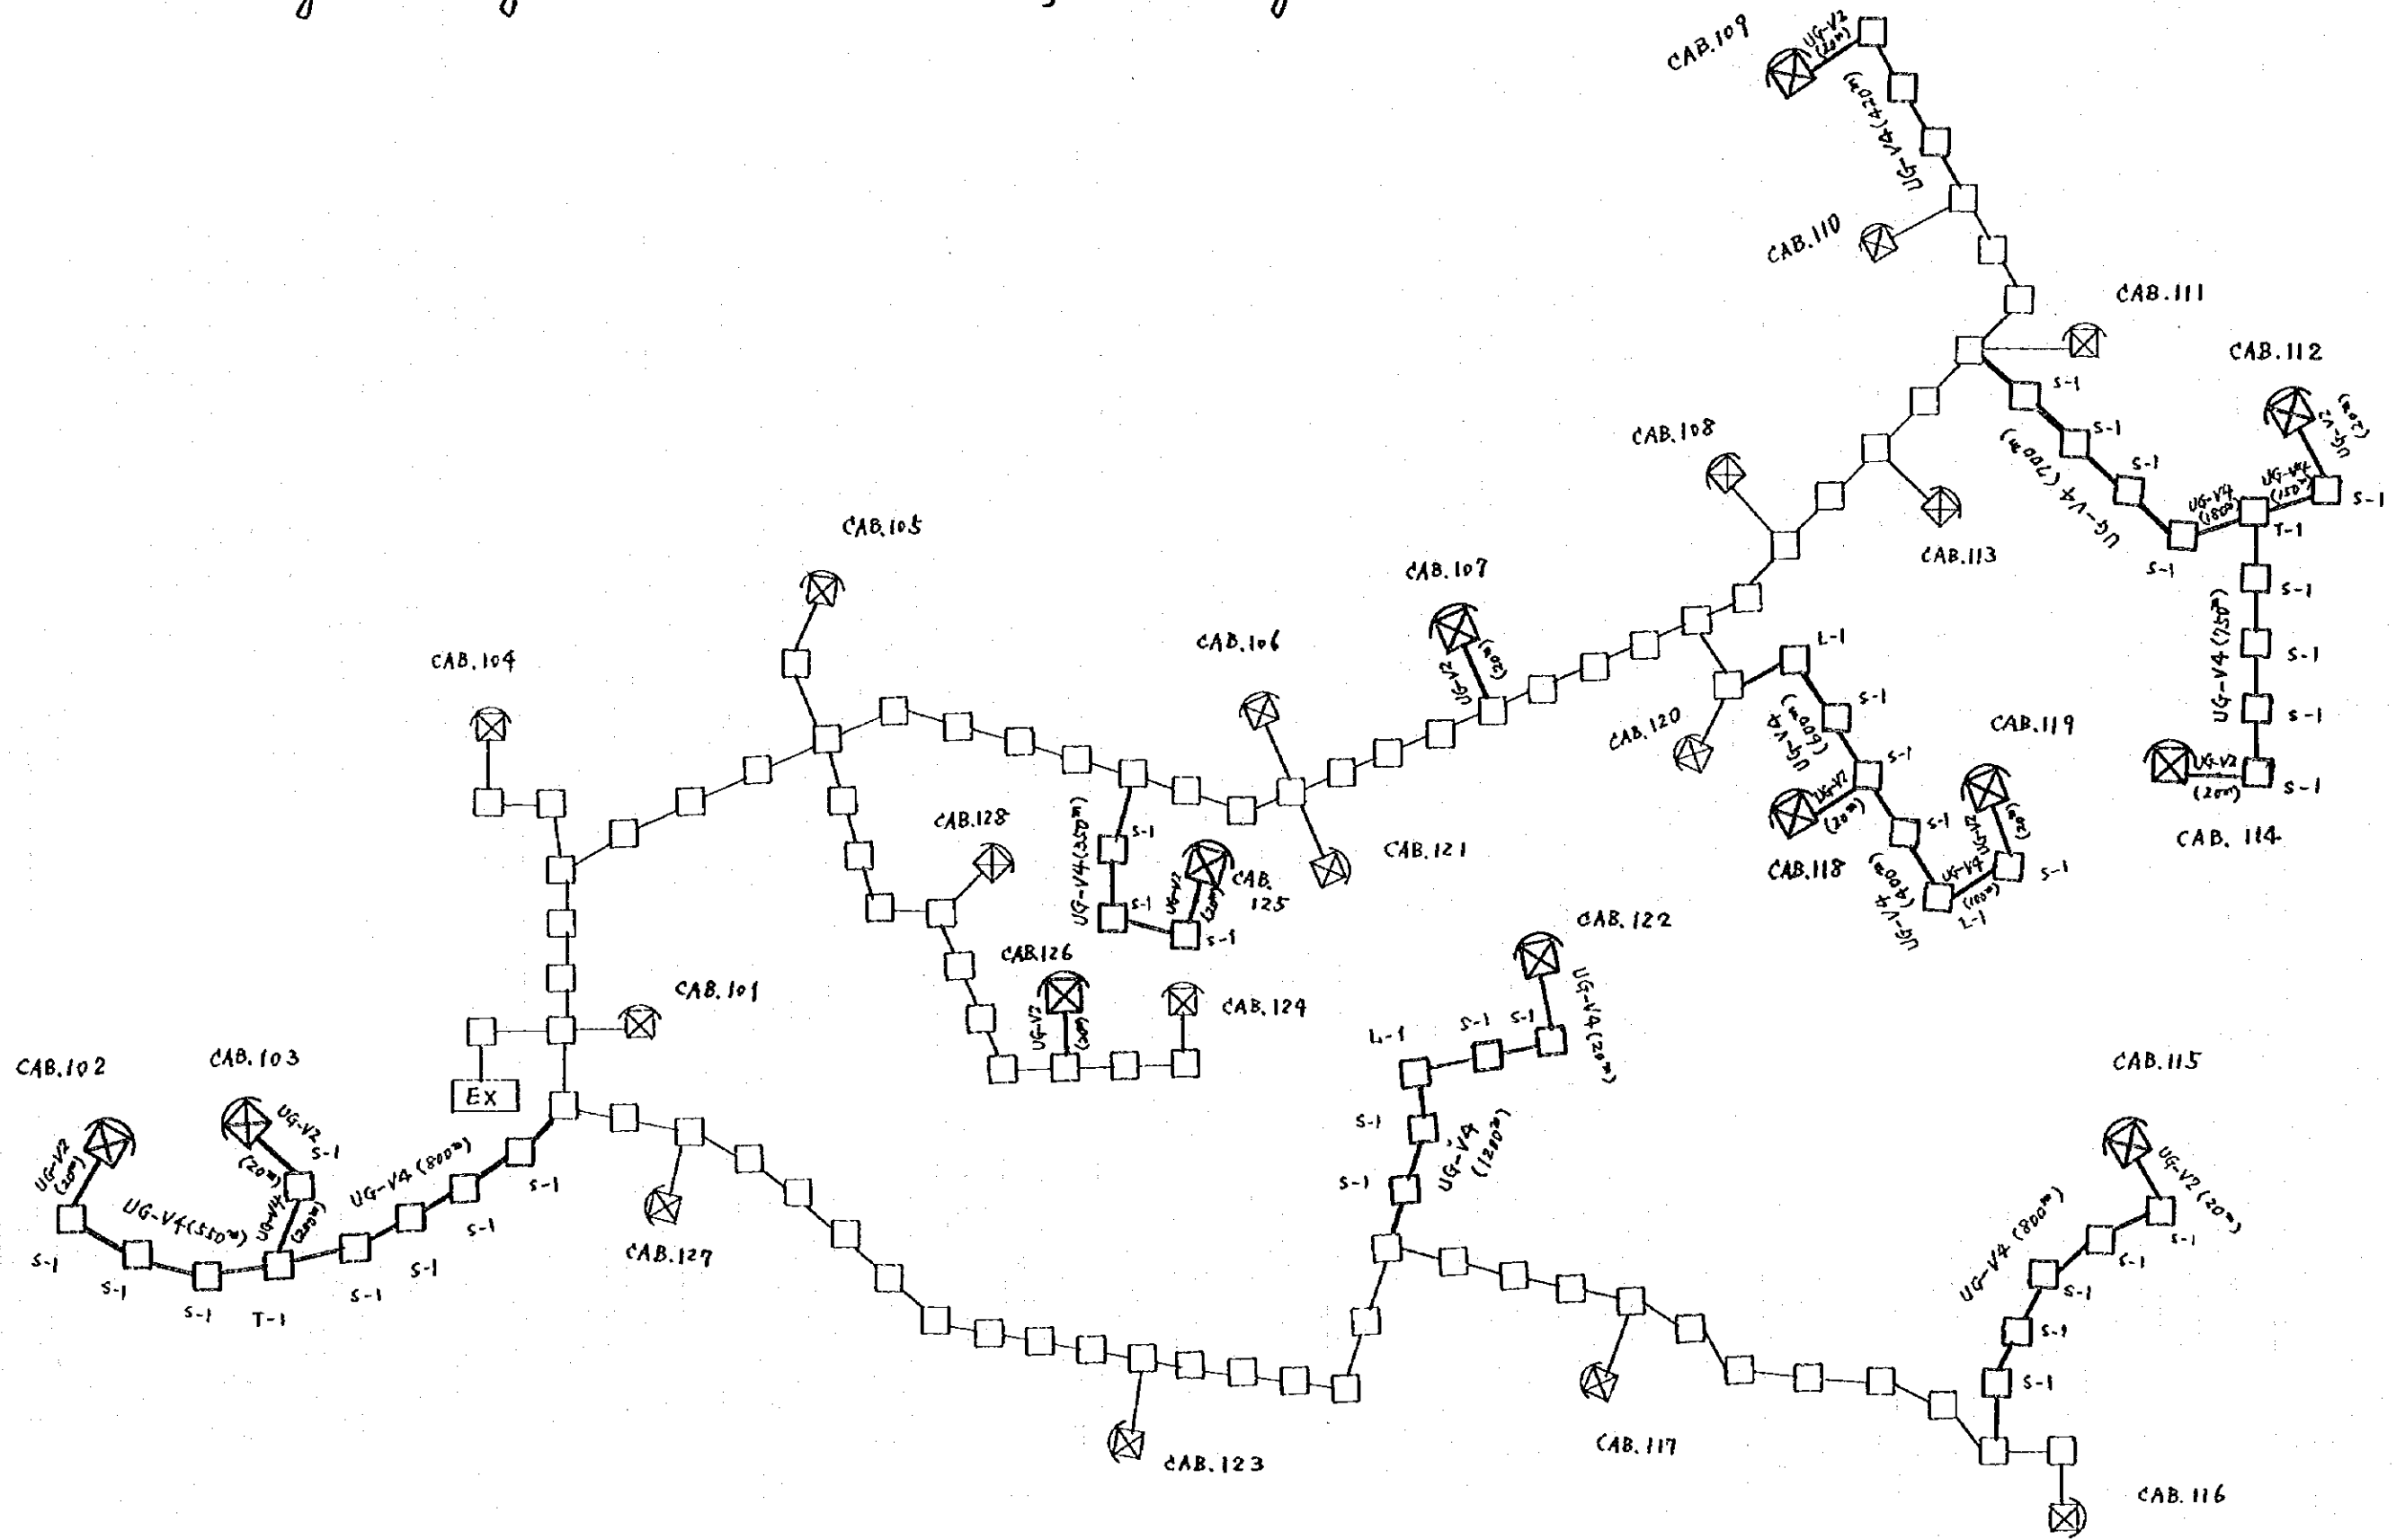 CAB.109
UG-V2
(20m)
UG-V4(420m)
CAB.110
CAB.111
CAB.112
UG-V2
(20m)
S-1
S-1
S-1
UG-V4 (700m)
S-1
UG-V4
(180m)
T-1
UG-V4
(150m)
S-1
S-1
S-1
S-1
S-1
UG-V4 (750m)
UG-V2
(20m)
CAB. 114
CAB.108
CAB.113
CAB.107
UG-V2
(20m)
CAB.105
CAB.104
CAB.106
CAB.120
L-1
UG-V4
(600m)
S-1
S-1
UG-V2
(20m)
CAB.118
S-1
UG-V4
(400m)
L-1
UG-V4
(100m)
S-1
UG-V2
(20m)
CAB.119
CAB.121
CAB.128
UG-V4(350m)
S-1
S-1
S-1
UG-V2
(20m)
CAB.
125
CAB.126
UG-V2
(20m)
CAB.124
CAB.101
Ex
CAB.102
UG-V2
(20m)
CAB.103
UG-V2
(20m)
S-1
UG-V4
(200m)
UG-V4(550m)
UG-V4 (800m)
S-1
S-1
S-1
T-1
S-1
S-1
S-1
S-1
CAB.127
CAB.122
UG-V4(20m)
L-1
S-1
S-1
S-1
S-1
UG-V4
(1200m)
CAB.115
UG-V2 (20m)
UG-V4 (800m)
S-1
S-1
S-1
S-1
S-1
CAB.123
CAB.117
CAB.116